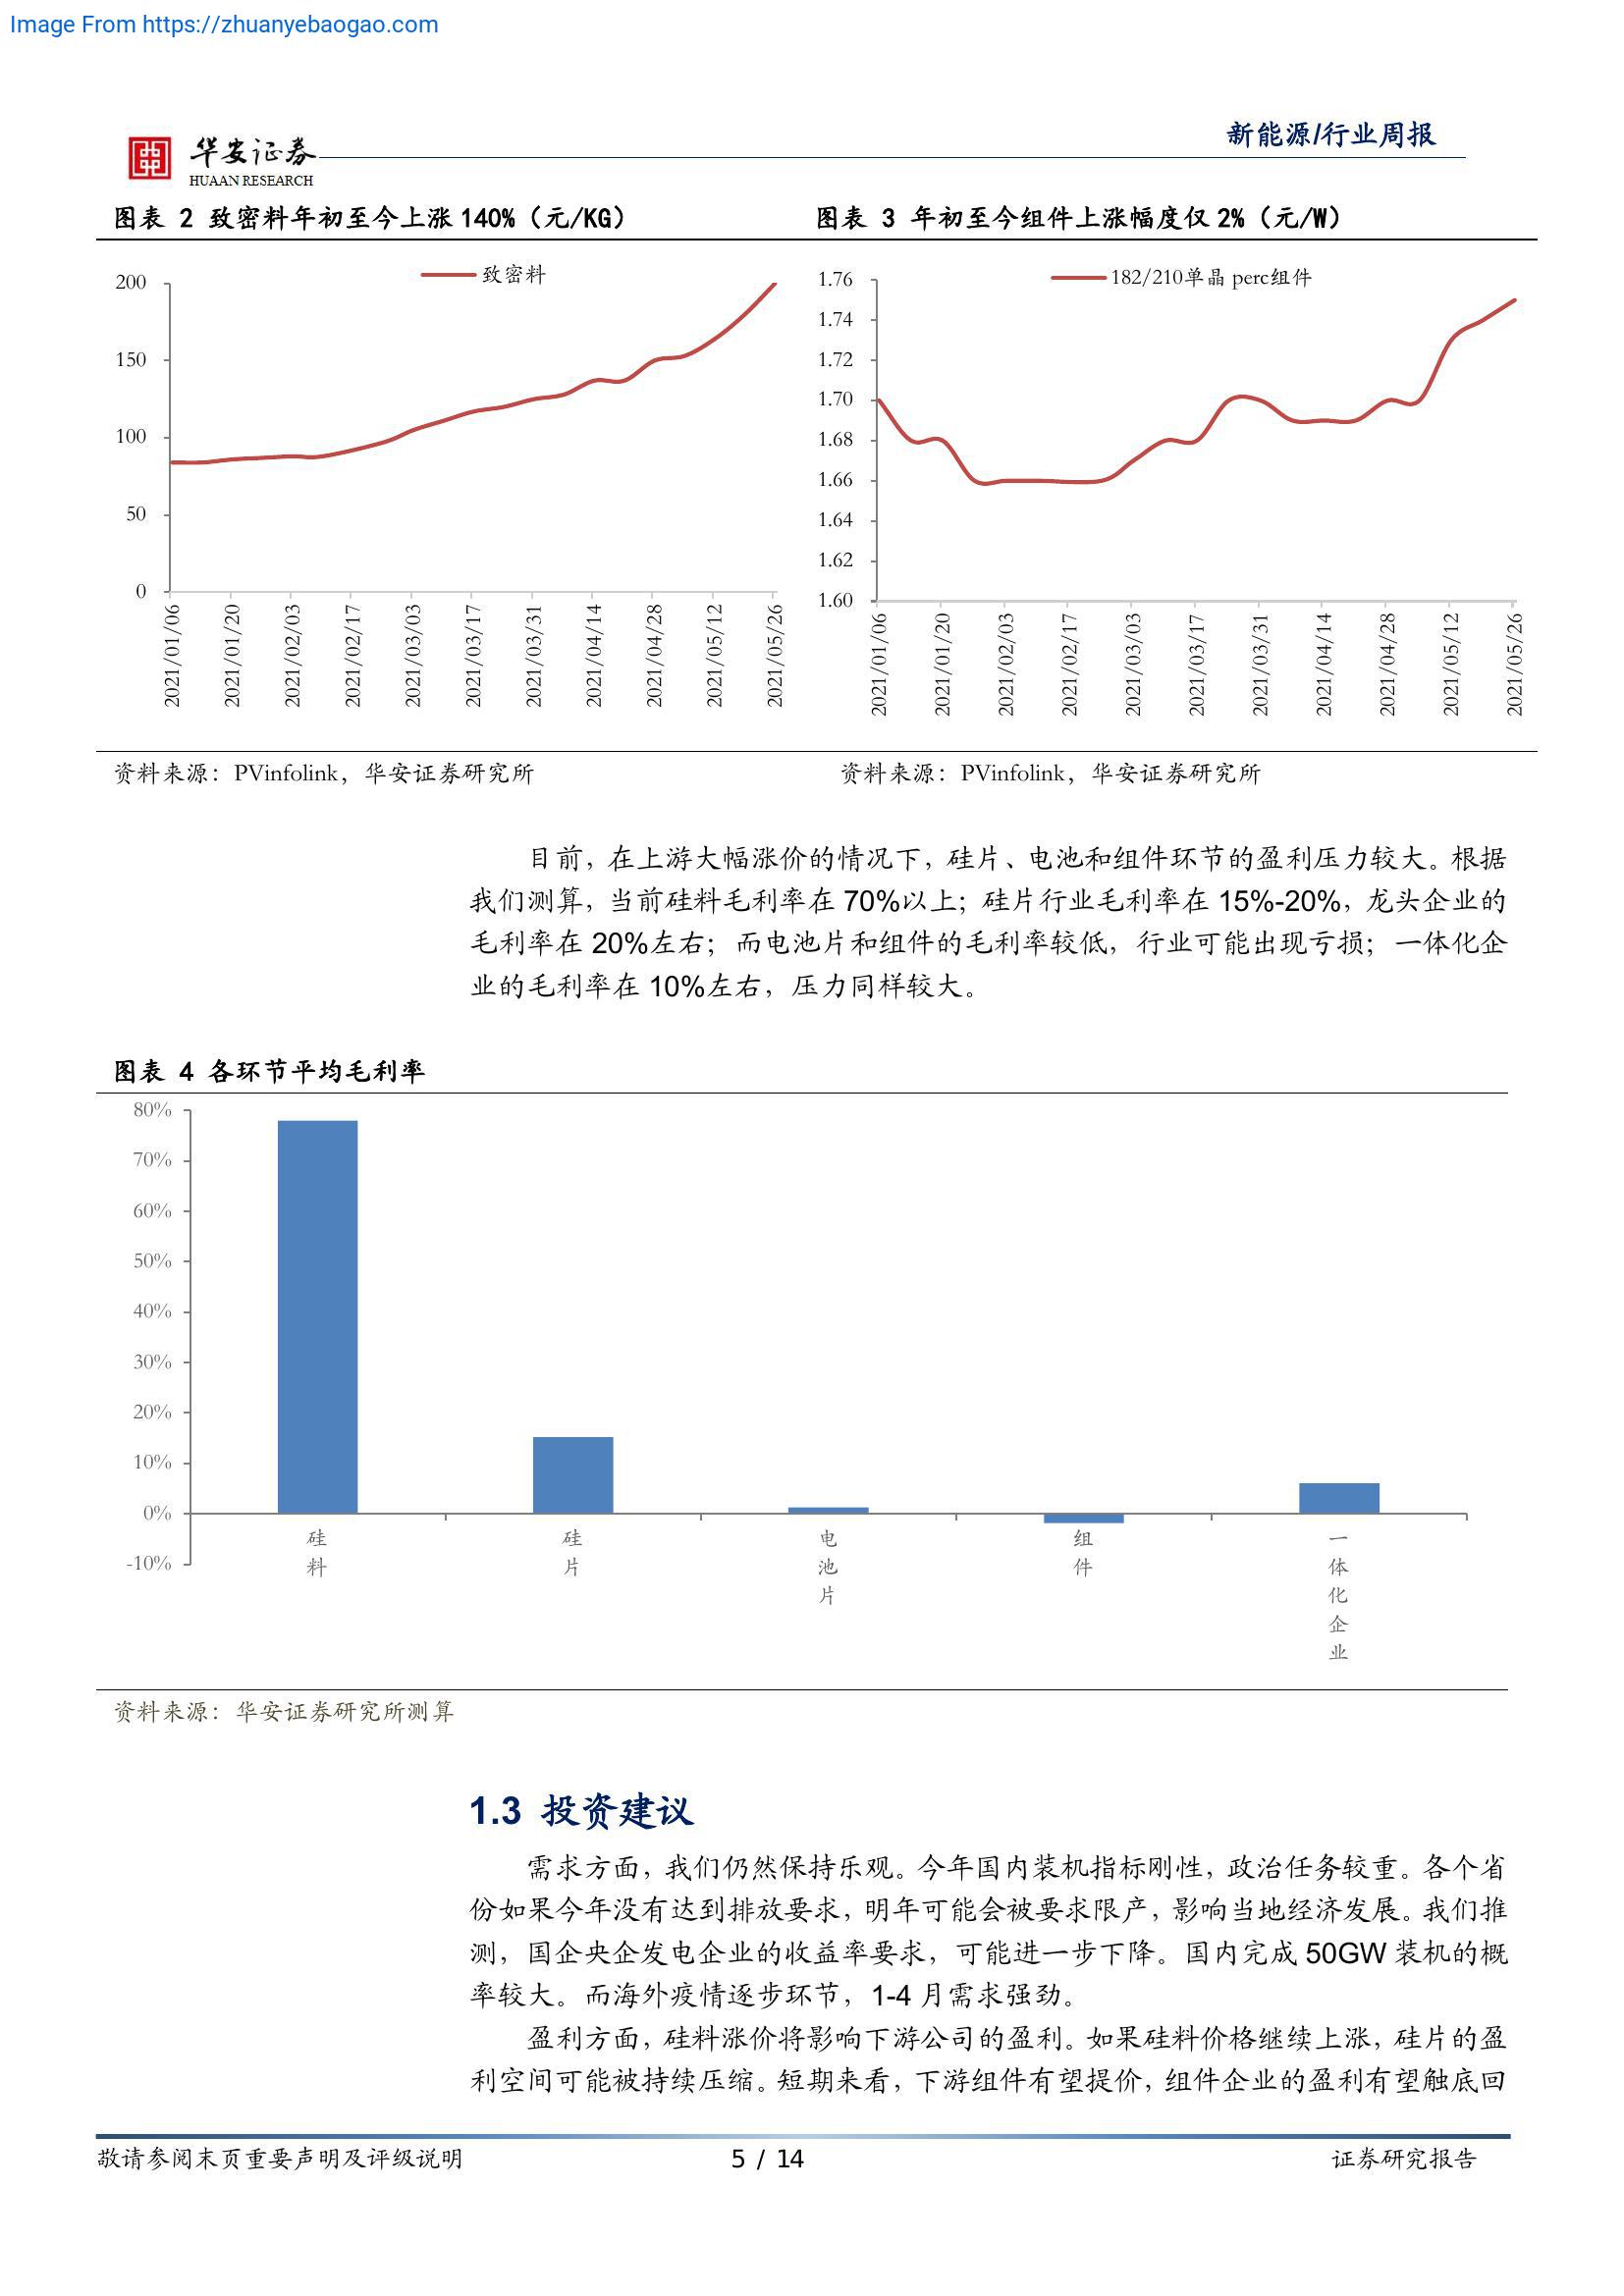 Image From https://zhuanyebaogao.com
华安证券
HUAAN RESEARCH
新能源/行业周报
图表 2 致密料年初至今上涨 140%（元/KG）
图表 3 年初至今组件上涨幅度仅 2%（元/W）
致密料
200
150
100
50
0
2021/01/06
2021/01/20
2021/02/03
2021/02/17
2021/03/03
2021/03/17
2021/03/31
2021/04/14
2021/04/28
2021/05/12
2021/05/26
182/210单晶 perc组件
1.76
1.74
1.72
1.70
1.68
1.66
1.64
1.62
1.60
2021/01/06
2021/01/20
2021/02/03
2021/02/17
2021/03/03
2021/03/17
2021/03/31
2021/04/14
2021/04/28
2021/05/12
2021/05/26
资料来源：PVinfolink，华安证券研究所
资料来源：PVinfolink，华安证券研究所
目前，在上游大幅涨价的情况下，硅片、电池和组件环节的盈利压力较大。根据
我们测算，当前硅料毛利率在 70%以上；硅片行业毛利率在 15%-20%，龙头企业的
毛利率在 20%左右；而电池片和组件的毛利率较低，行业可能出现亏损；一体化企
业的毛利率在 10%左右，压力同样较大。
图表 4 各环节平均毛利率
80%
70%
60%
50%
40%
30%
20%
10%
0%
-10%
硅料
硅片
电池片
组件
一体化企业
资料来源：华安证券研究所测算
1.3 投资建议
需求方面，我们仍然保持乐观。今年国内装机指标刚性，政治任务较重。各个省
份如果今年没有达到排放要求，明年可能会被要求限产，影响当地经济发展。我们推
测，国企央企发电企业的收益率要求，可能进一步下降。国内完成 50GW 装机的概
率较大。而海外疫情逐步环节，1-4 月需求强劲。
盈利方面，硅料涨价将影响下游公司的盈利。如果硅料价格继续上涨，硅片的盈
利空间可能被持续压缩。短期来看，下游组件有望提价，组件企业的盈利有望触底回
敬请参阅末页重要声明及评级说明
5 / 14
证券研究报告